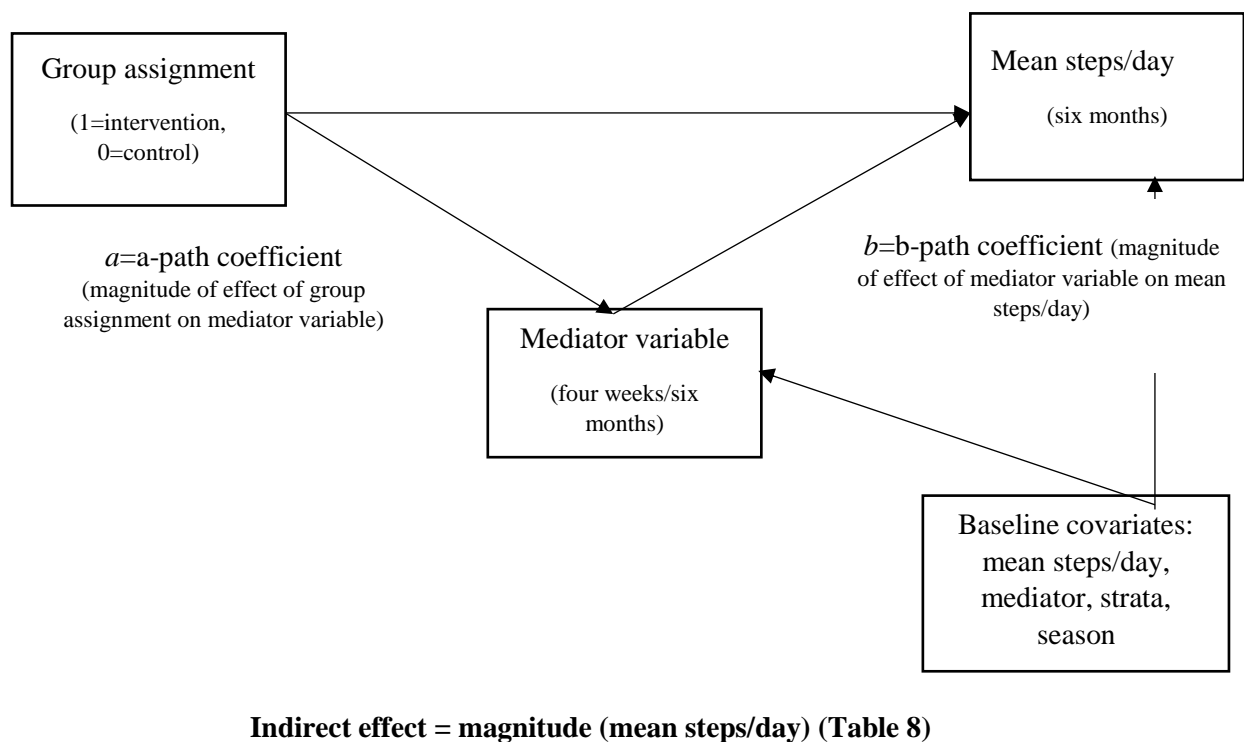 Group assignment
(1=intervention,
0=control)
Mean steps/day
(six months)
a=a-path coefficient
(magnitude of effect of group
assignment on mediator variable)
b=b-path coefficient (magnitude
of effect of mediator variable on mean
steps/day)
Mediator variable
(four weeks/six
months)
Baseline covariates:
mean steps/day,
mediator, strata,
season
Indirect effect = magnitude (mean steps/day) (Table 8)